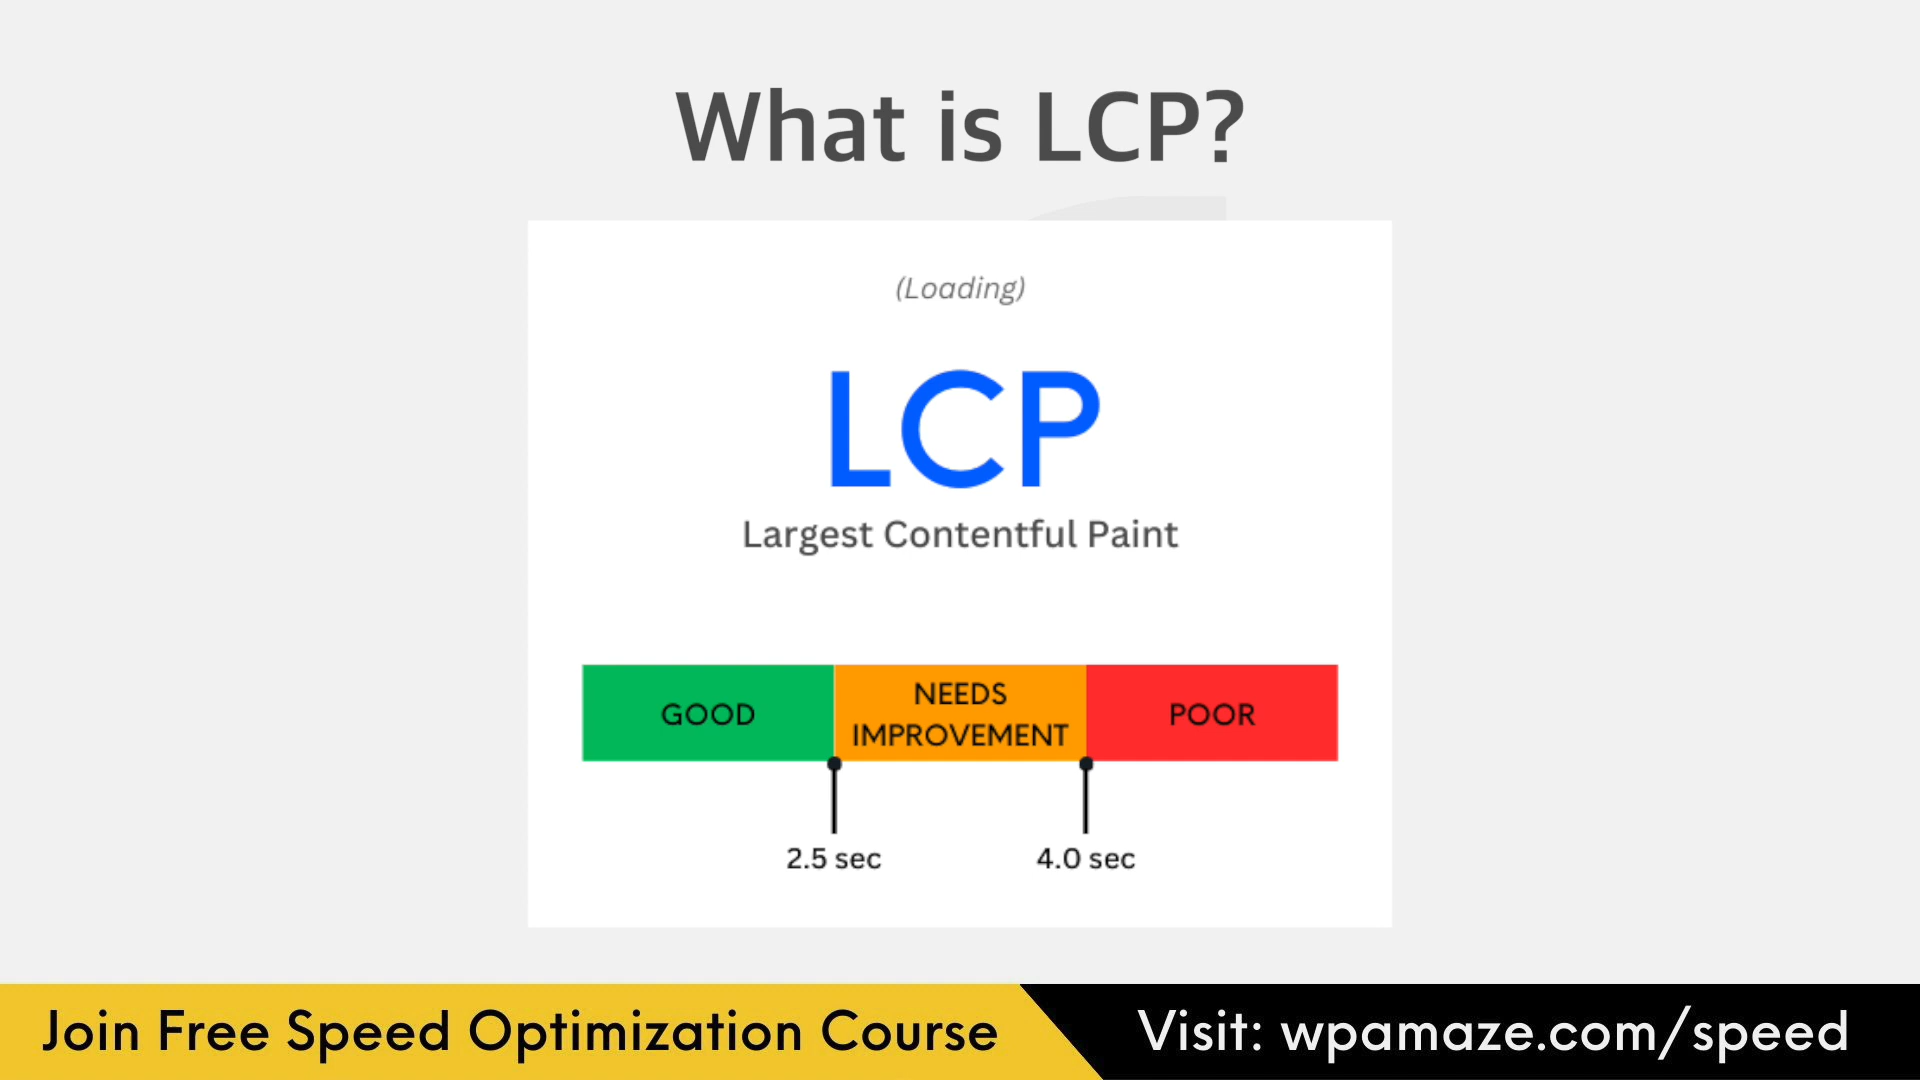 What is LCP?
(Loading)
LCP
Largest Contentful Paint
GOOD
NEEDS
IMPROVEMENT
POOR
2.5 sec
4.0 sec
Join Free Speed Optimization Course
Visit: wpamaze.com/speed